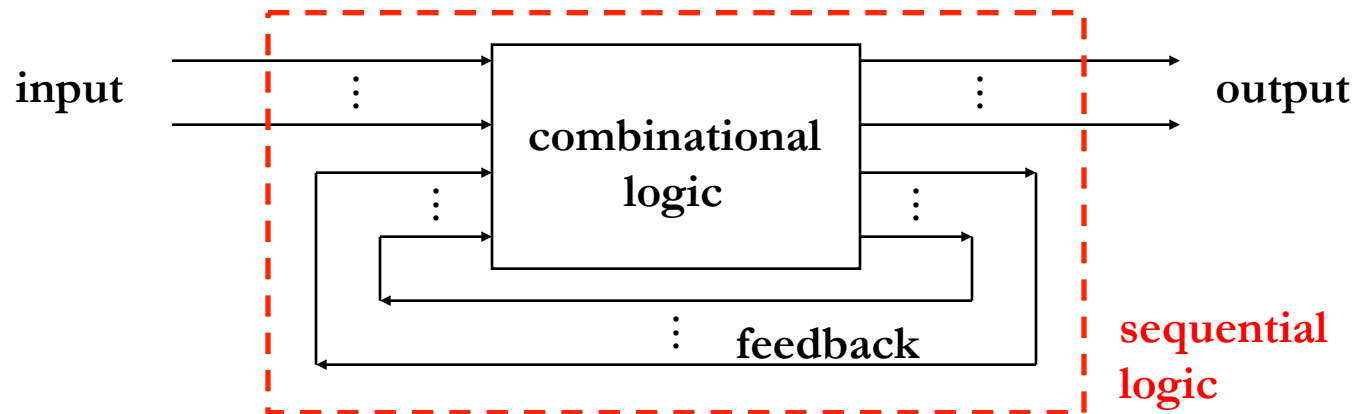 input
output
combinational
logic
feedback
sequential
logic